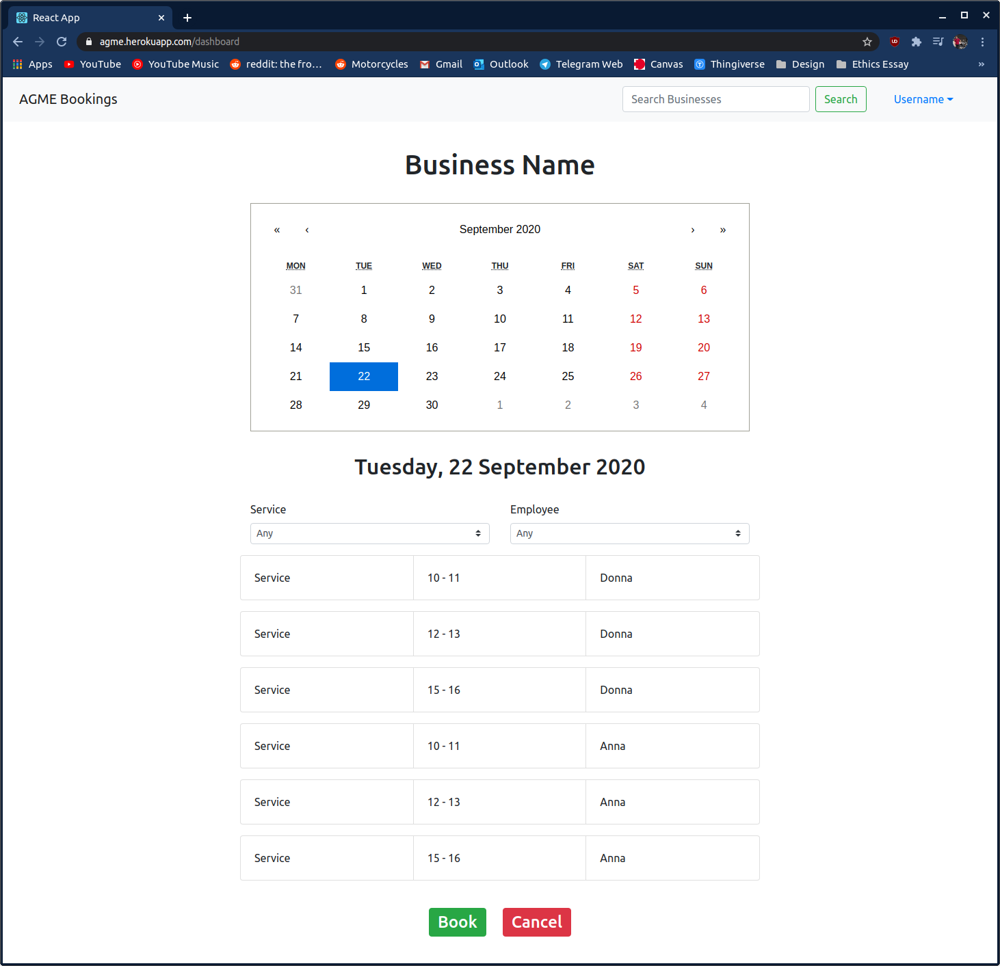 React App
agme.herokuapp.com/dashboard
Apps YouTube YouTube Music reddit: the fro... Motorcycles Gmail Outlook Telegram Web Canvas Thingiverse Design Ethics Essay »
AGME Bookings Search Businesses Search Username
Business Name
« ‹ September 2020 › »
MON TUE WED THU FRI SAT SUN
31 1 2 3 4 5 6
7 8 9 10 11 12 13
14 15 16 17 18 19 20
21 22 23 24 25 26 27
28 29 30 1 2 3 4
Tuesday, 22 September 2020
Service Employee
Any Any
Service 10 - 11 Donna
Service 12 - 13 Donna
Service 15 - 16 Donna
Service 10 - 11 Anna
Service 12 - 13 Anna
Service 15 - 16 Anna
Book Cancel